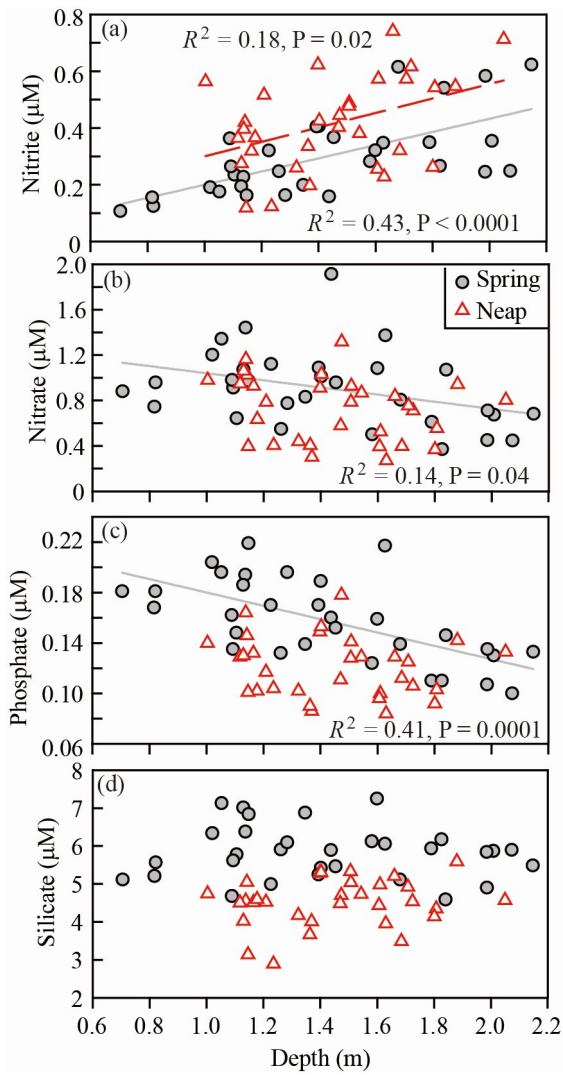 (a)
R² = 0.18, P = 0.02
0.8
0.6
0.4
0.2
0
Nitrite (µM)
R² = 0.43, P < 0.0001
(b)
Spring
Neap
2.0
1.6
1.2
0.8
0.4
0
Nitrate (µM)
R² = 0.14, P = 0.04
(c)
0.22
0.18
0.14
0.10
0.06
Phosphate (µM)
R² = 0.41, P = 0.0001
(d)
8
7
6
5
4
3
2
Silicate (µM)
0.6 0.8 1.0 1.2 1.4 1.6 1.8 2.0 2.2
Depth (m)